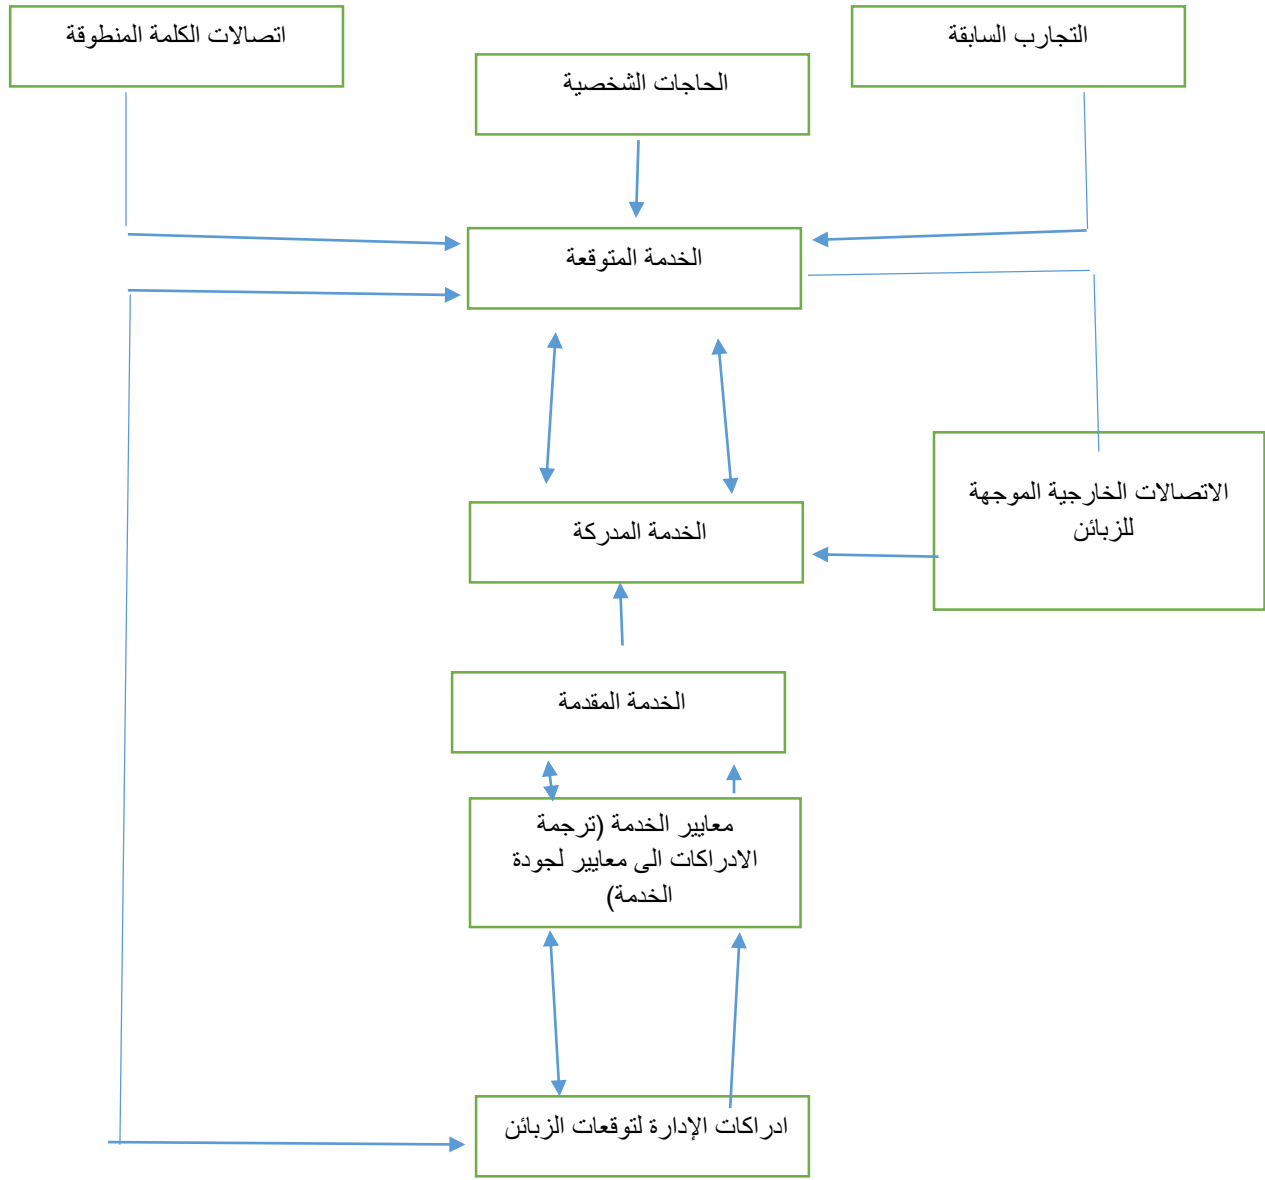 التجارب السابقة
الحاجات الشخصية
اتصالات الكلمة المنطوقة
الخدمة المتوقعة
الاتصالات الخارجية الموجهة
للزبائن
الخدمة المدركة
الخدمة المقدمة
معايير الخدمة (ترجمة
الادراكات الى معايير لجودة
الخدمة)
ادراكات الإدارة لتوقعات الزبائن